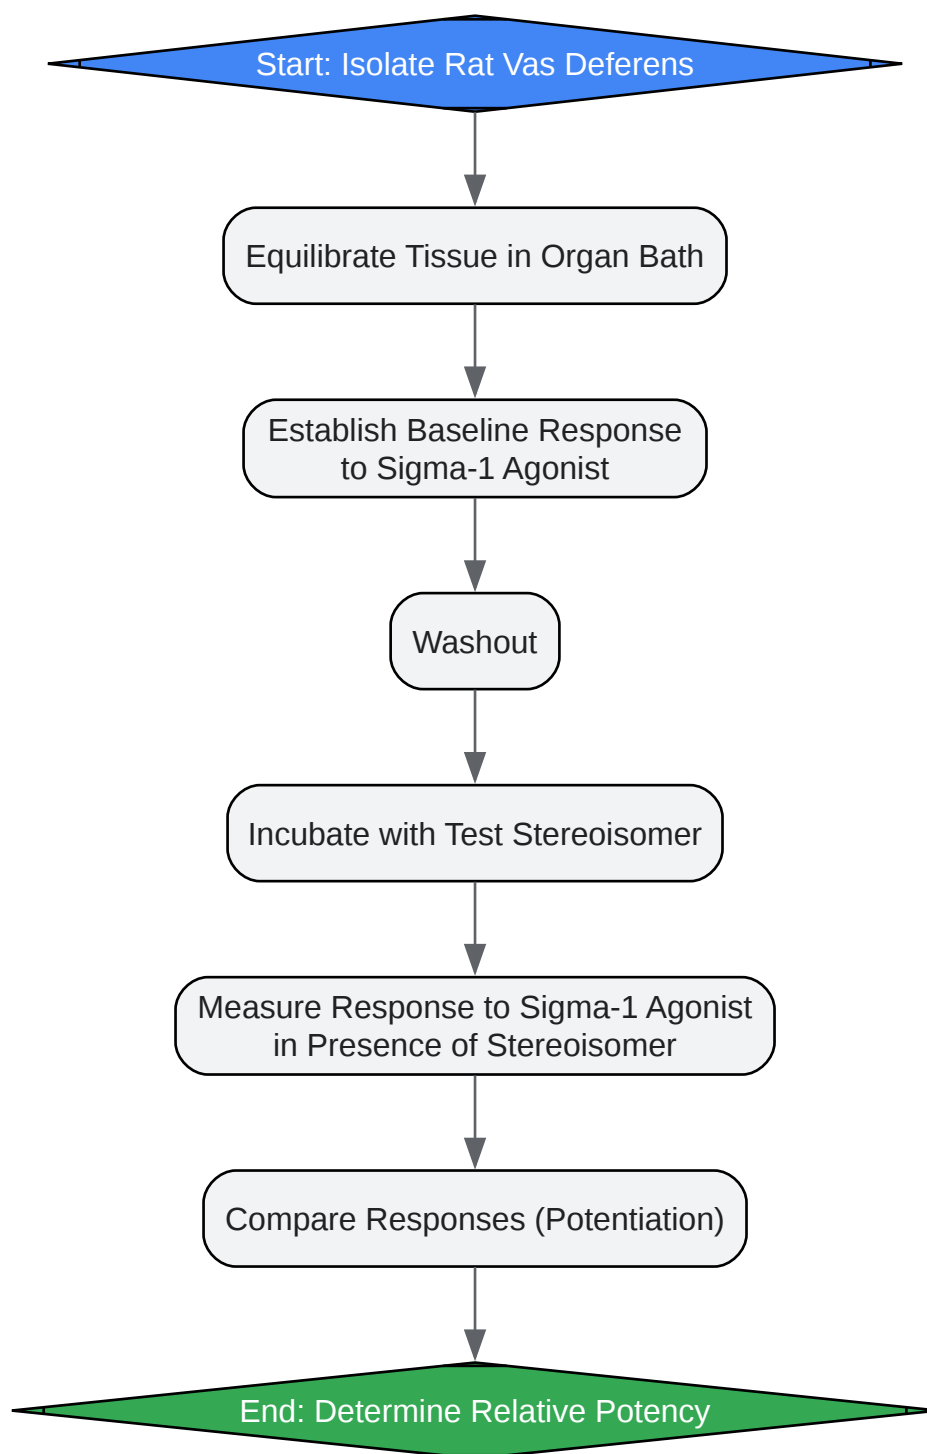 Start: Isolate Rat Vas Deferens
Equilibrate Tissue in Organ Bath
Establish Baseline Response
to Sigma-1 Agonist
Washout
Incubate with Test Stereoisomer
Measure Response to Sigma-1 Agonist
in Presence of Stereoisomer
Compare Responses (Potentiation)
End: Determine Relative Potency